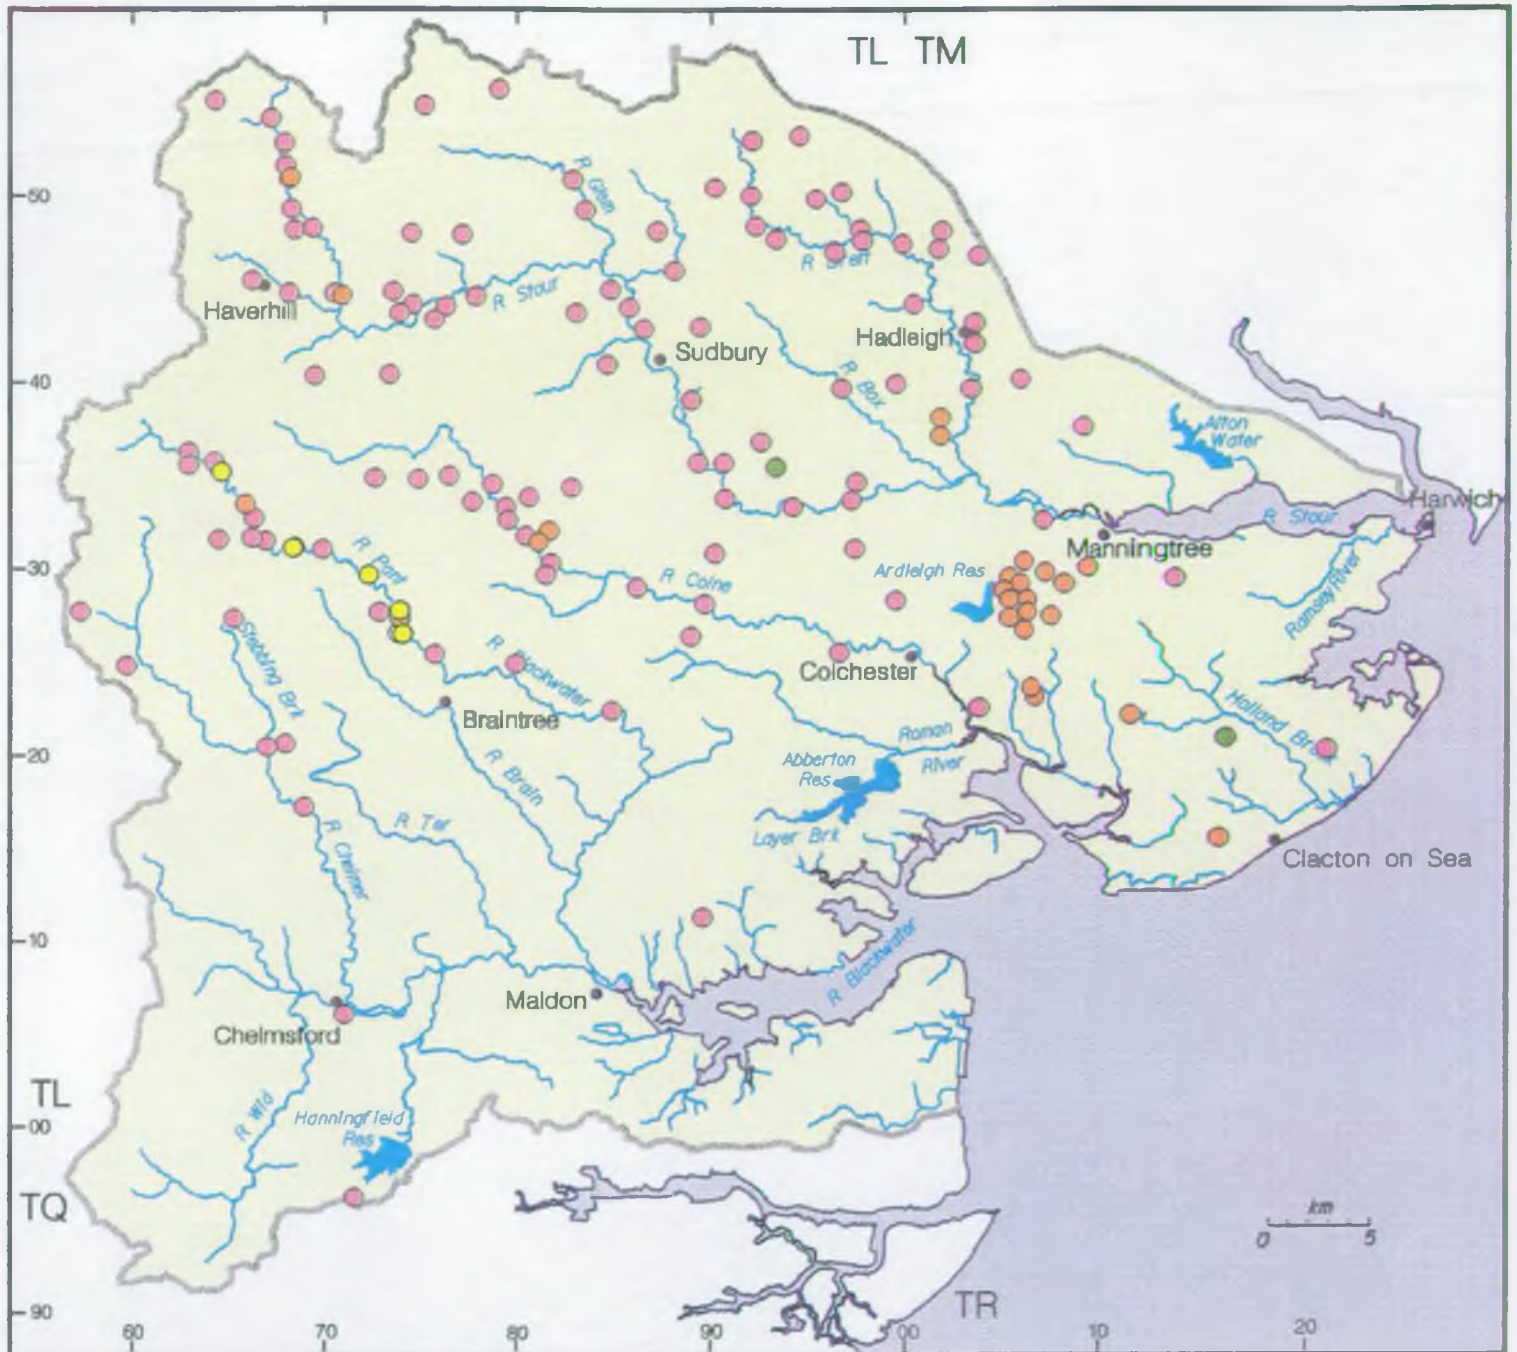 TL TM
50
R Glem
R Brett
R Stour
Haverhill
Hadleigh
Sudbury
40
R Box
Alton
Water
Harwich
R Stour
Manningtree
R Pant
30
R Colne
Ardleigh Res
Ramsey River
Stebbing Brk
R Blackwater
Colchester
Braintree
Holland Brook
Roman
River
20
R Brain
Abberton
Res
R Ter
Layer Brk
R Chelmer
Clacton on Sea
10
R Blackwater
Maldon
Chelmsford
TL
R Wid
Hanningfield
Res
00
TQ
km
0 5
TR
90
60 70 80 90 00 10 20